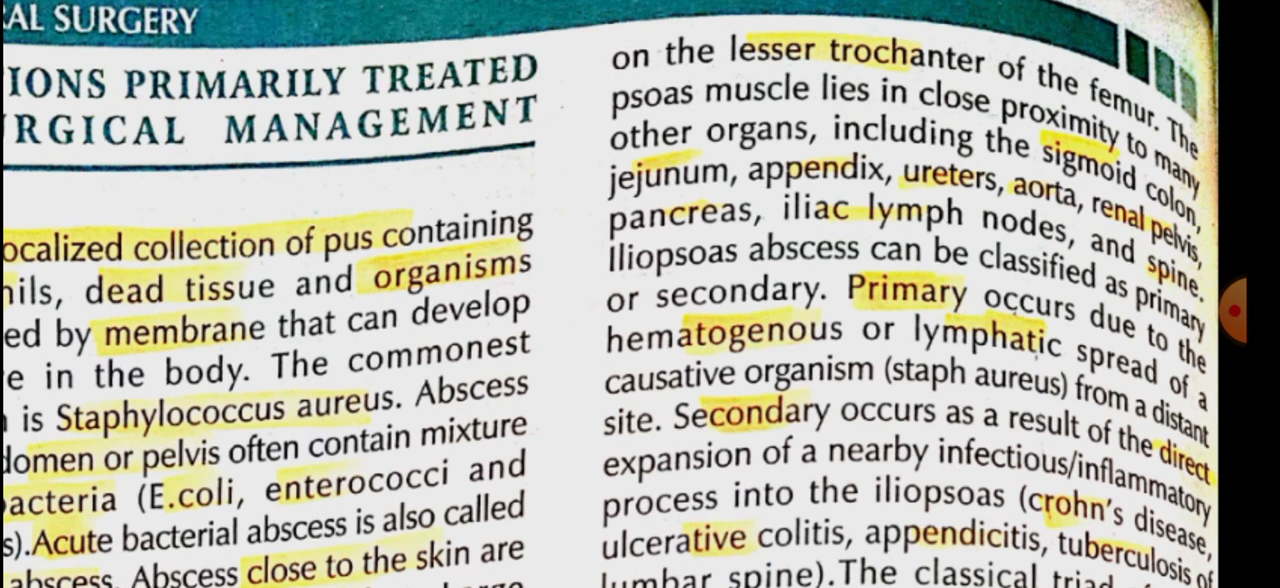 AL SURGERY
IONS PRIMARILY TREATED
RGICAL MANAGEMENT
ocalized collection of pus containing
ils, dead tissue and organisms
ed by membrane that can develop
e in the body. The commonest
is Staphylococcus aureus. Abscess
domen or pelvis often contain mixture
acteria (E.coli, enterococci and
s).Acute bacterial abscess is also called
abscess. Abscess close to the skin are
on the lesser trochanter of the femur. The
psoas muscle lies in close proximity to many
other organs, including the sigmoid colon,
jejunum, appendix, ureters, aorta, renal pelvis,
pancreas, iliac lymph nodes, and spine.
Iliopsoas abscess can be classified as primary
or secondary. Primary occurs due to the
hematogenous or lymphatic spread of a
causative organism (staph aureus) from a distant
site. Secondary occurs as a result of the direct
expansion of a nearby infectious/inflammatory
process into the iliopsoas (crohn's disease,
ulcerative colitis, appendicitis, tuberculosis of
lumbar spine).The classical triad